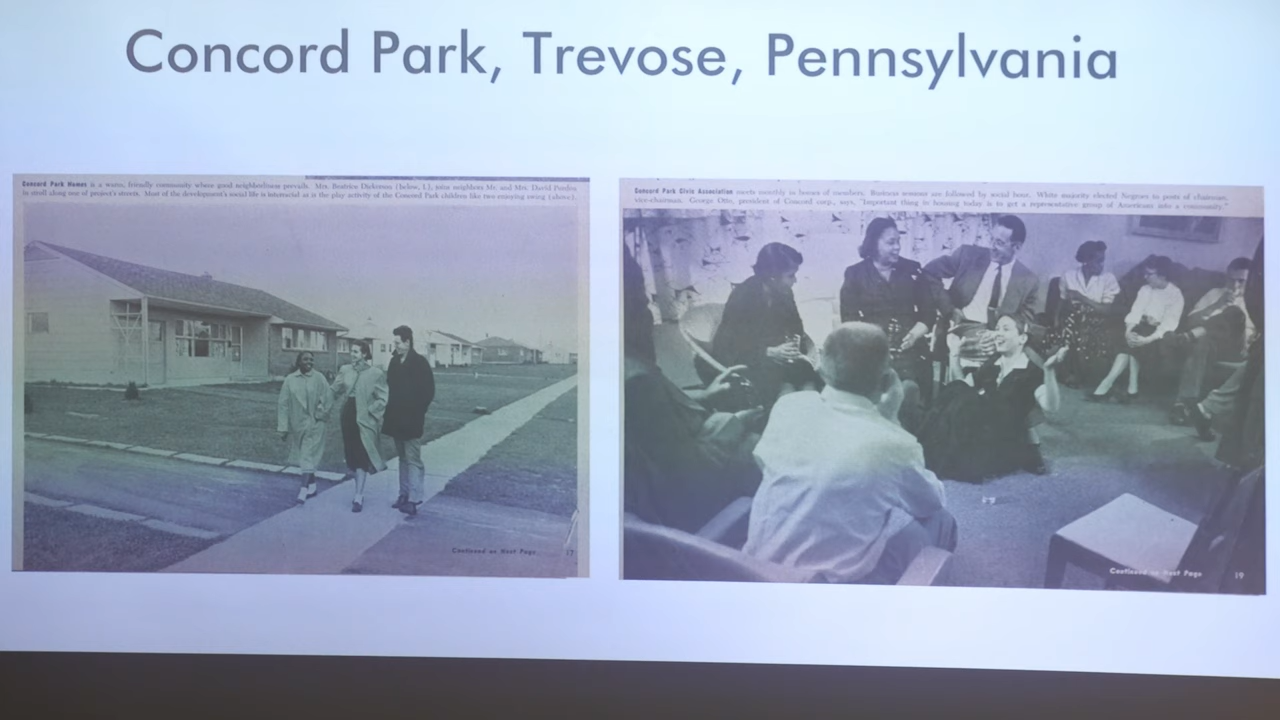 Concord Park, Trevose, Pennsylvania
Concord Park Homes is a warm, friendly community where good neighborliness prevails. Mrs. Beatrice Dickerson (below, l.), joins neighbors Mr. and Mrs. David
in stroll along one of project's streets. Most of the development's social life is interracial as is the play activity of the Concord Park children like two enjoying swing (above).
Continued on Next Page 17
Concord Park Civic Association meets monthly in homes of members. Business sessions are followed by social hour. White majority elected Negroes to posts of chairman,
vice-chairman. George Otto, president of Concord corp., says, "Important thing in housing today is to get a representative group of Americans into a community."
Continued on Next Page 19